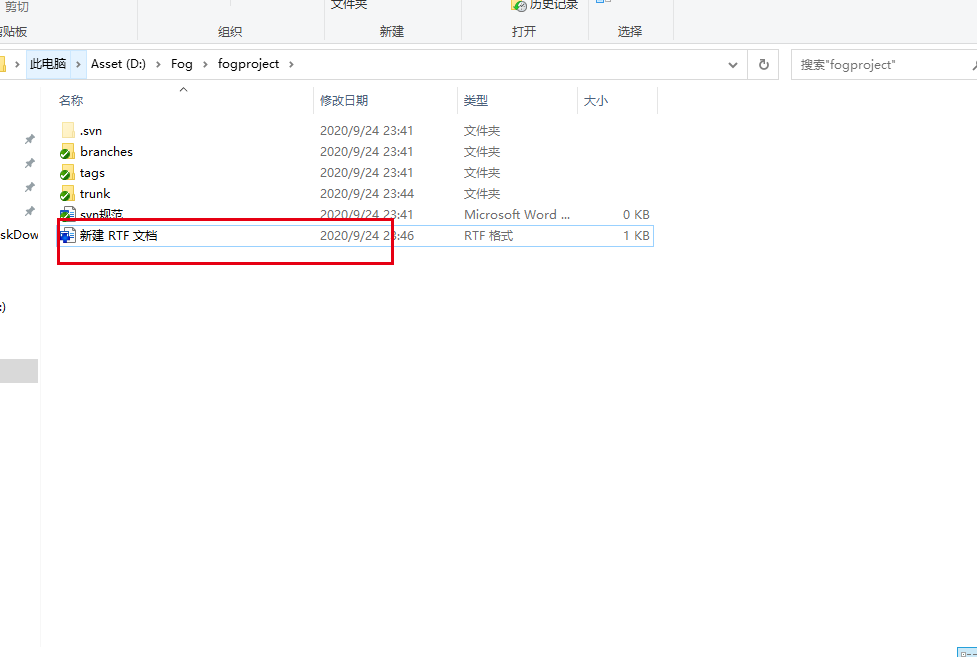 剪切
文件夹
历史记录
剪贴板
组织
新建
打开
选择
此电脑 › Asset (D:) › Fog › fogproject ›
搜索"fogproject"
名称 修改日期 类型 大小
.svn 2020/9/24 23:41 文件夹
branches 2020/9/24 23:41 文件夹
tags 2020/9/24 23:41 文件夹
trunk 2020/9/24 23:44 文件夹
svn规范 2020/9/24 23:41 Microsoft Word ... 0 KB
新建 RTF 文档 2020/9/24 23:46 RTF 格式 1 KB
skDow
:)